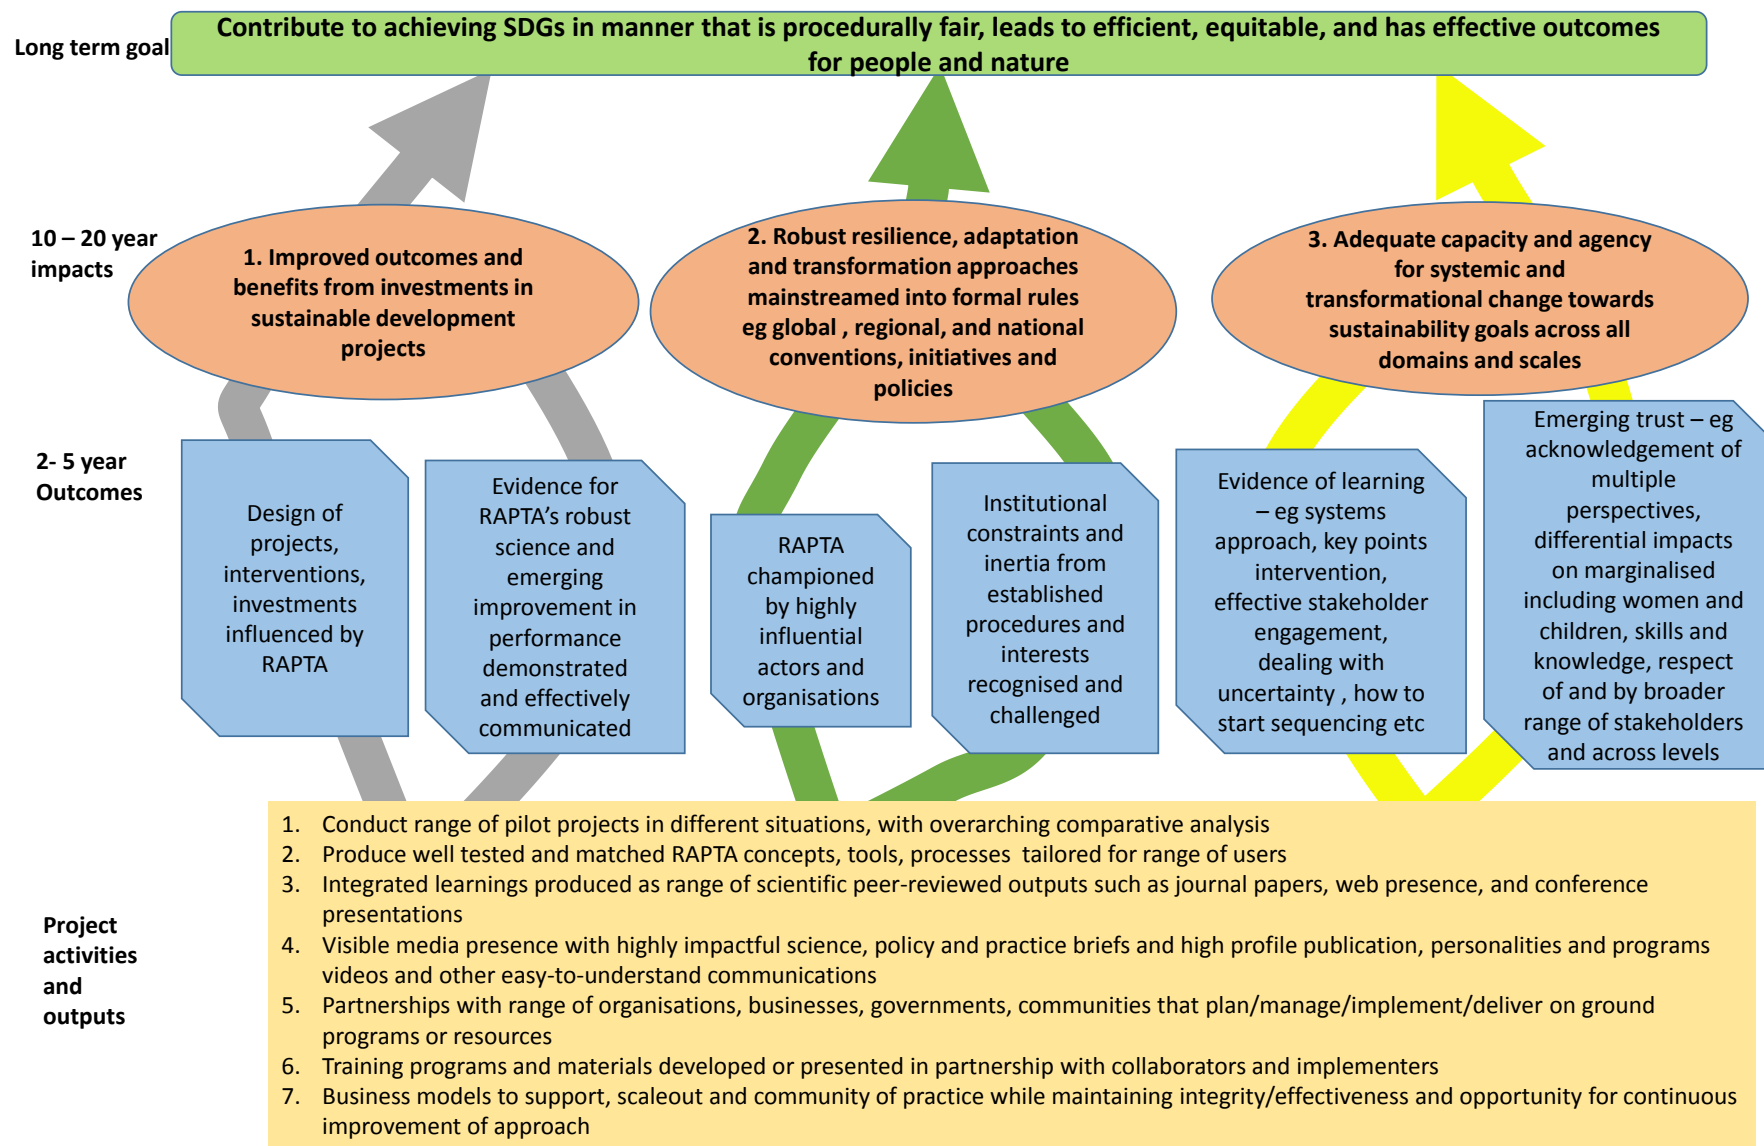 Long term goal
Contribute to achieving SDGs in manner that is procedurally fair, leads to efficient, equitable, and has effective outcomes
for people and nature
10 – 20 year
impacts
1. Improved outcomes and
benefits from investments in
sustainable development
projects
2. Robust resilience, adaptation
and transformation approaches
mainstreamed into formal rules
eg global , regional, and national
conventions, initiatives and
policies
3. Adequate capacity and agency
for systemic and
transformational change towards
sustainability goals across all
domains and scales
2- 5 year
Outcomes
Design of
projects,
interventions,
investments
influenced by
RAPTA
Evidence for
RAPTA's robust
science and
emerging
improvement in
performance
demonstrated
and effectively
communicated
RAPTA
championed
by highly
influential
actors and
organisations
Institutional
constraints and
inertia from
established
procedures and
interests
recognised and
challenged
Evidence of learning
– eg systems
approach, key points
intervention,
effective stakeholder
engagement,
dealing with
uncertainty , how to
start sequencing etc
Emerging trust – eg
acknowledgement of
multiple
perspectives,
differential impacts
on marginalised
including women and
children, skills and
knowledge, respect
of and by broader
range of stakeholders
and across levels
Project
activities
and
outputs
1. Conduct range of pilot projects in different situations, with overarching comparative analysis
2. Produce well tested and matched RAPTA concepts, tools, processes tailored for range of users
3. Integrated learnings produced as range of scientific peer-reviewed outputs such as journal papers, web presence, and conference
presentations
4. Visible media presence with highly impactful science, policy and practice briefs and high profile publication, personalities and programs
videos and other easy-to-understand communications
5. Partnerships with range of organisations, businesses, governments, communities that plan/manage/implement/deliver on ground
programs or resources
6. Training programs and materials developed or presented in partnership with collaborators and implementers
7. Business models to support, scaleout and community of practice while maintaining integrity/effectiveness and opportunity for continuous
improvement of approach